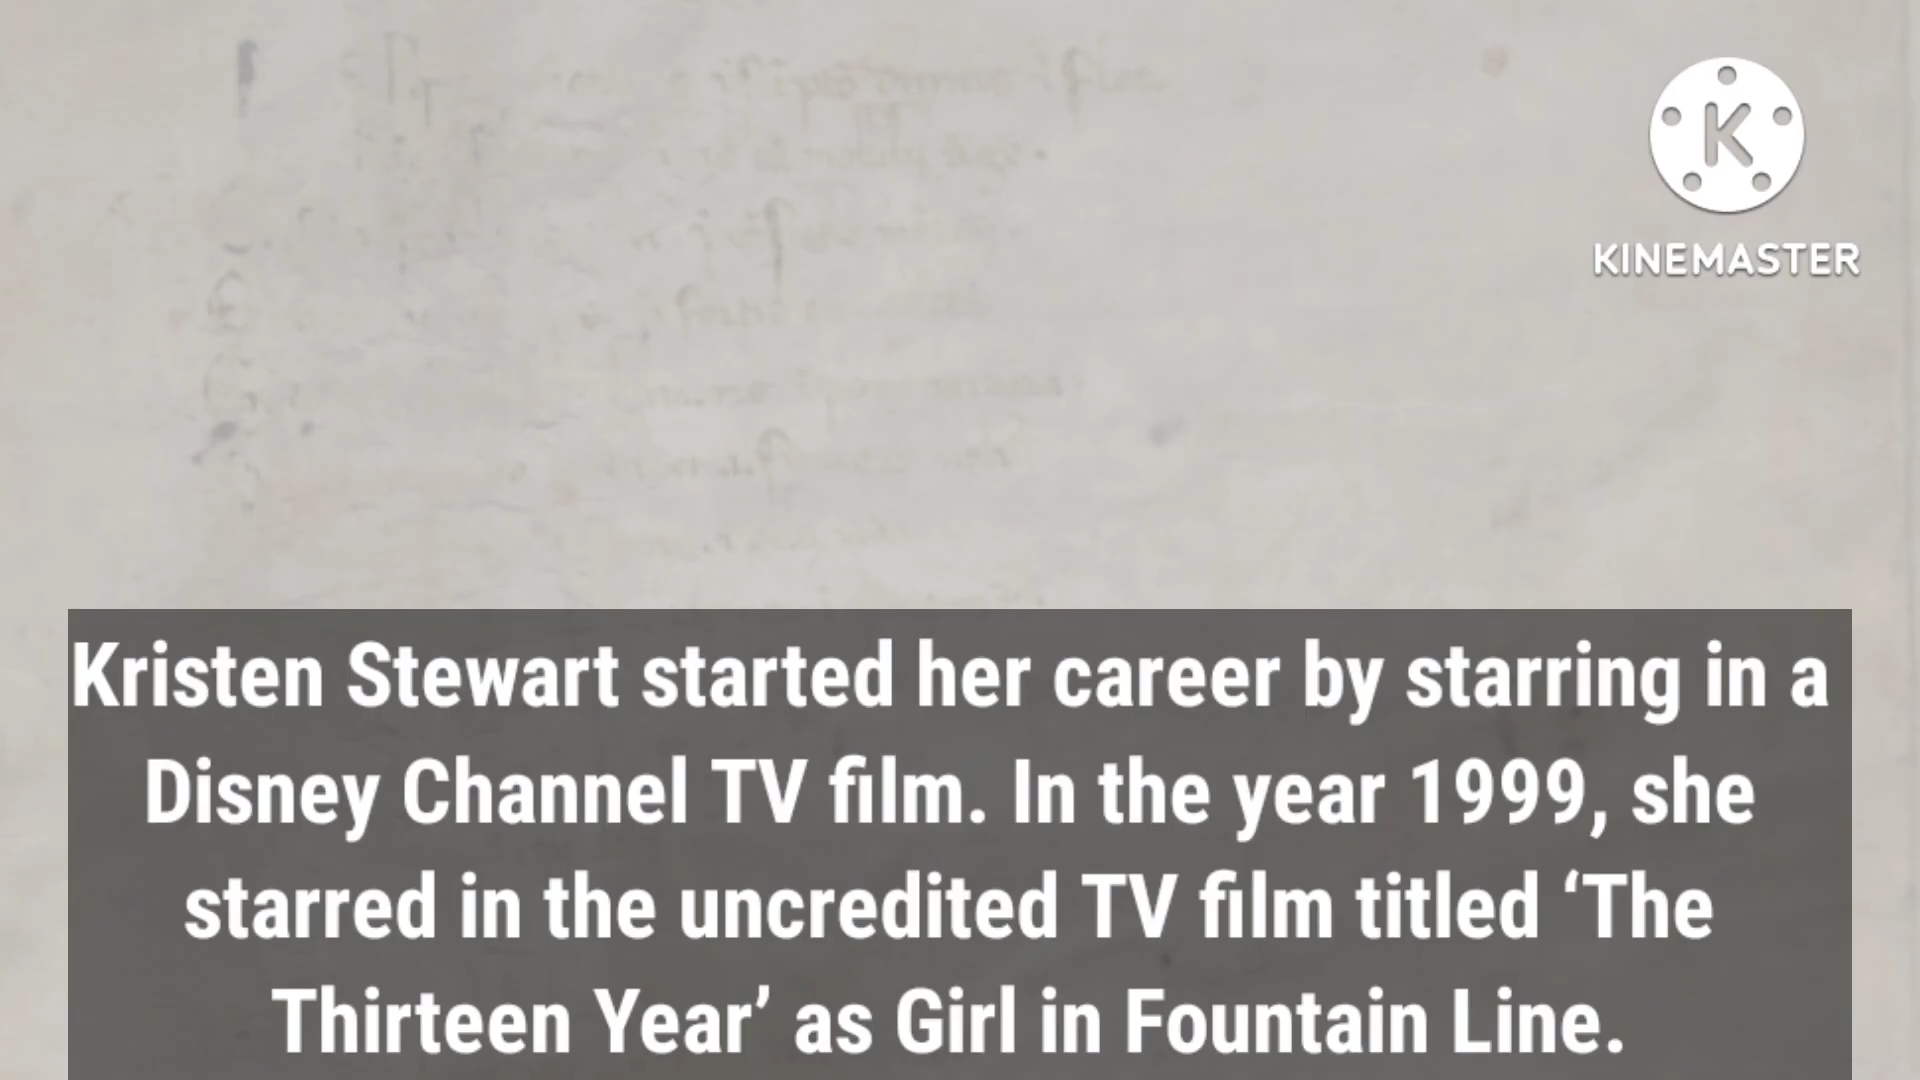 KINEMASTER
Kristen Stewart started her career by starring in a
Disney Channel TV film. In the year 1999, she
starred in the uncredited TV film titled ‘The
Thirteen Year’ as Girl in Fountain Line.